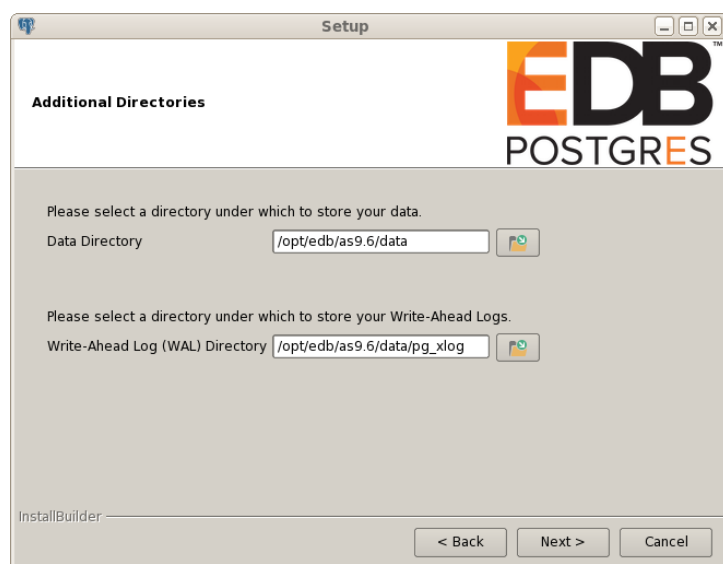 Setup
EDB™
POSTGRES
Additional Directories
Please select a directory under which to store your data.
Data Directory /opt/edb/as9.6/data
Please select a directory under which to store your Write-Ahead Logs.
Write-Ahead Log (WAL) Directory /opt/edb/as9.6/data/pg_xlog
InstallBuilder
< Back Next > Cancel